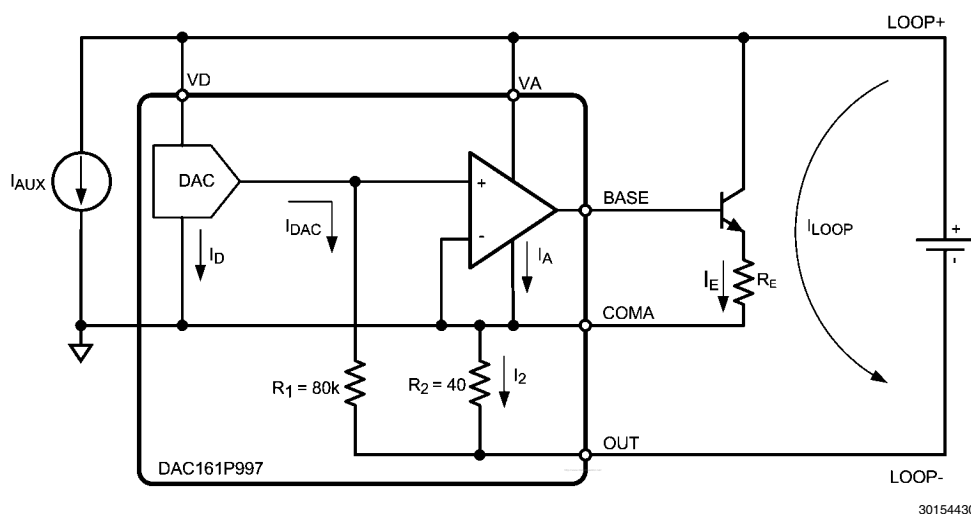 LOOP+
VD
VA
IAUX
DAC
+
-
BASE
IDAC
ILOOP
+
-
ID
IA
IE
RE
COMA
R1 = 80k
R2 = 40
I2
OUT
DAC161P997
LOOP-
30154430